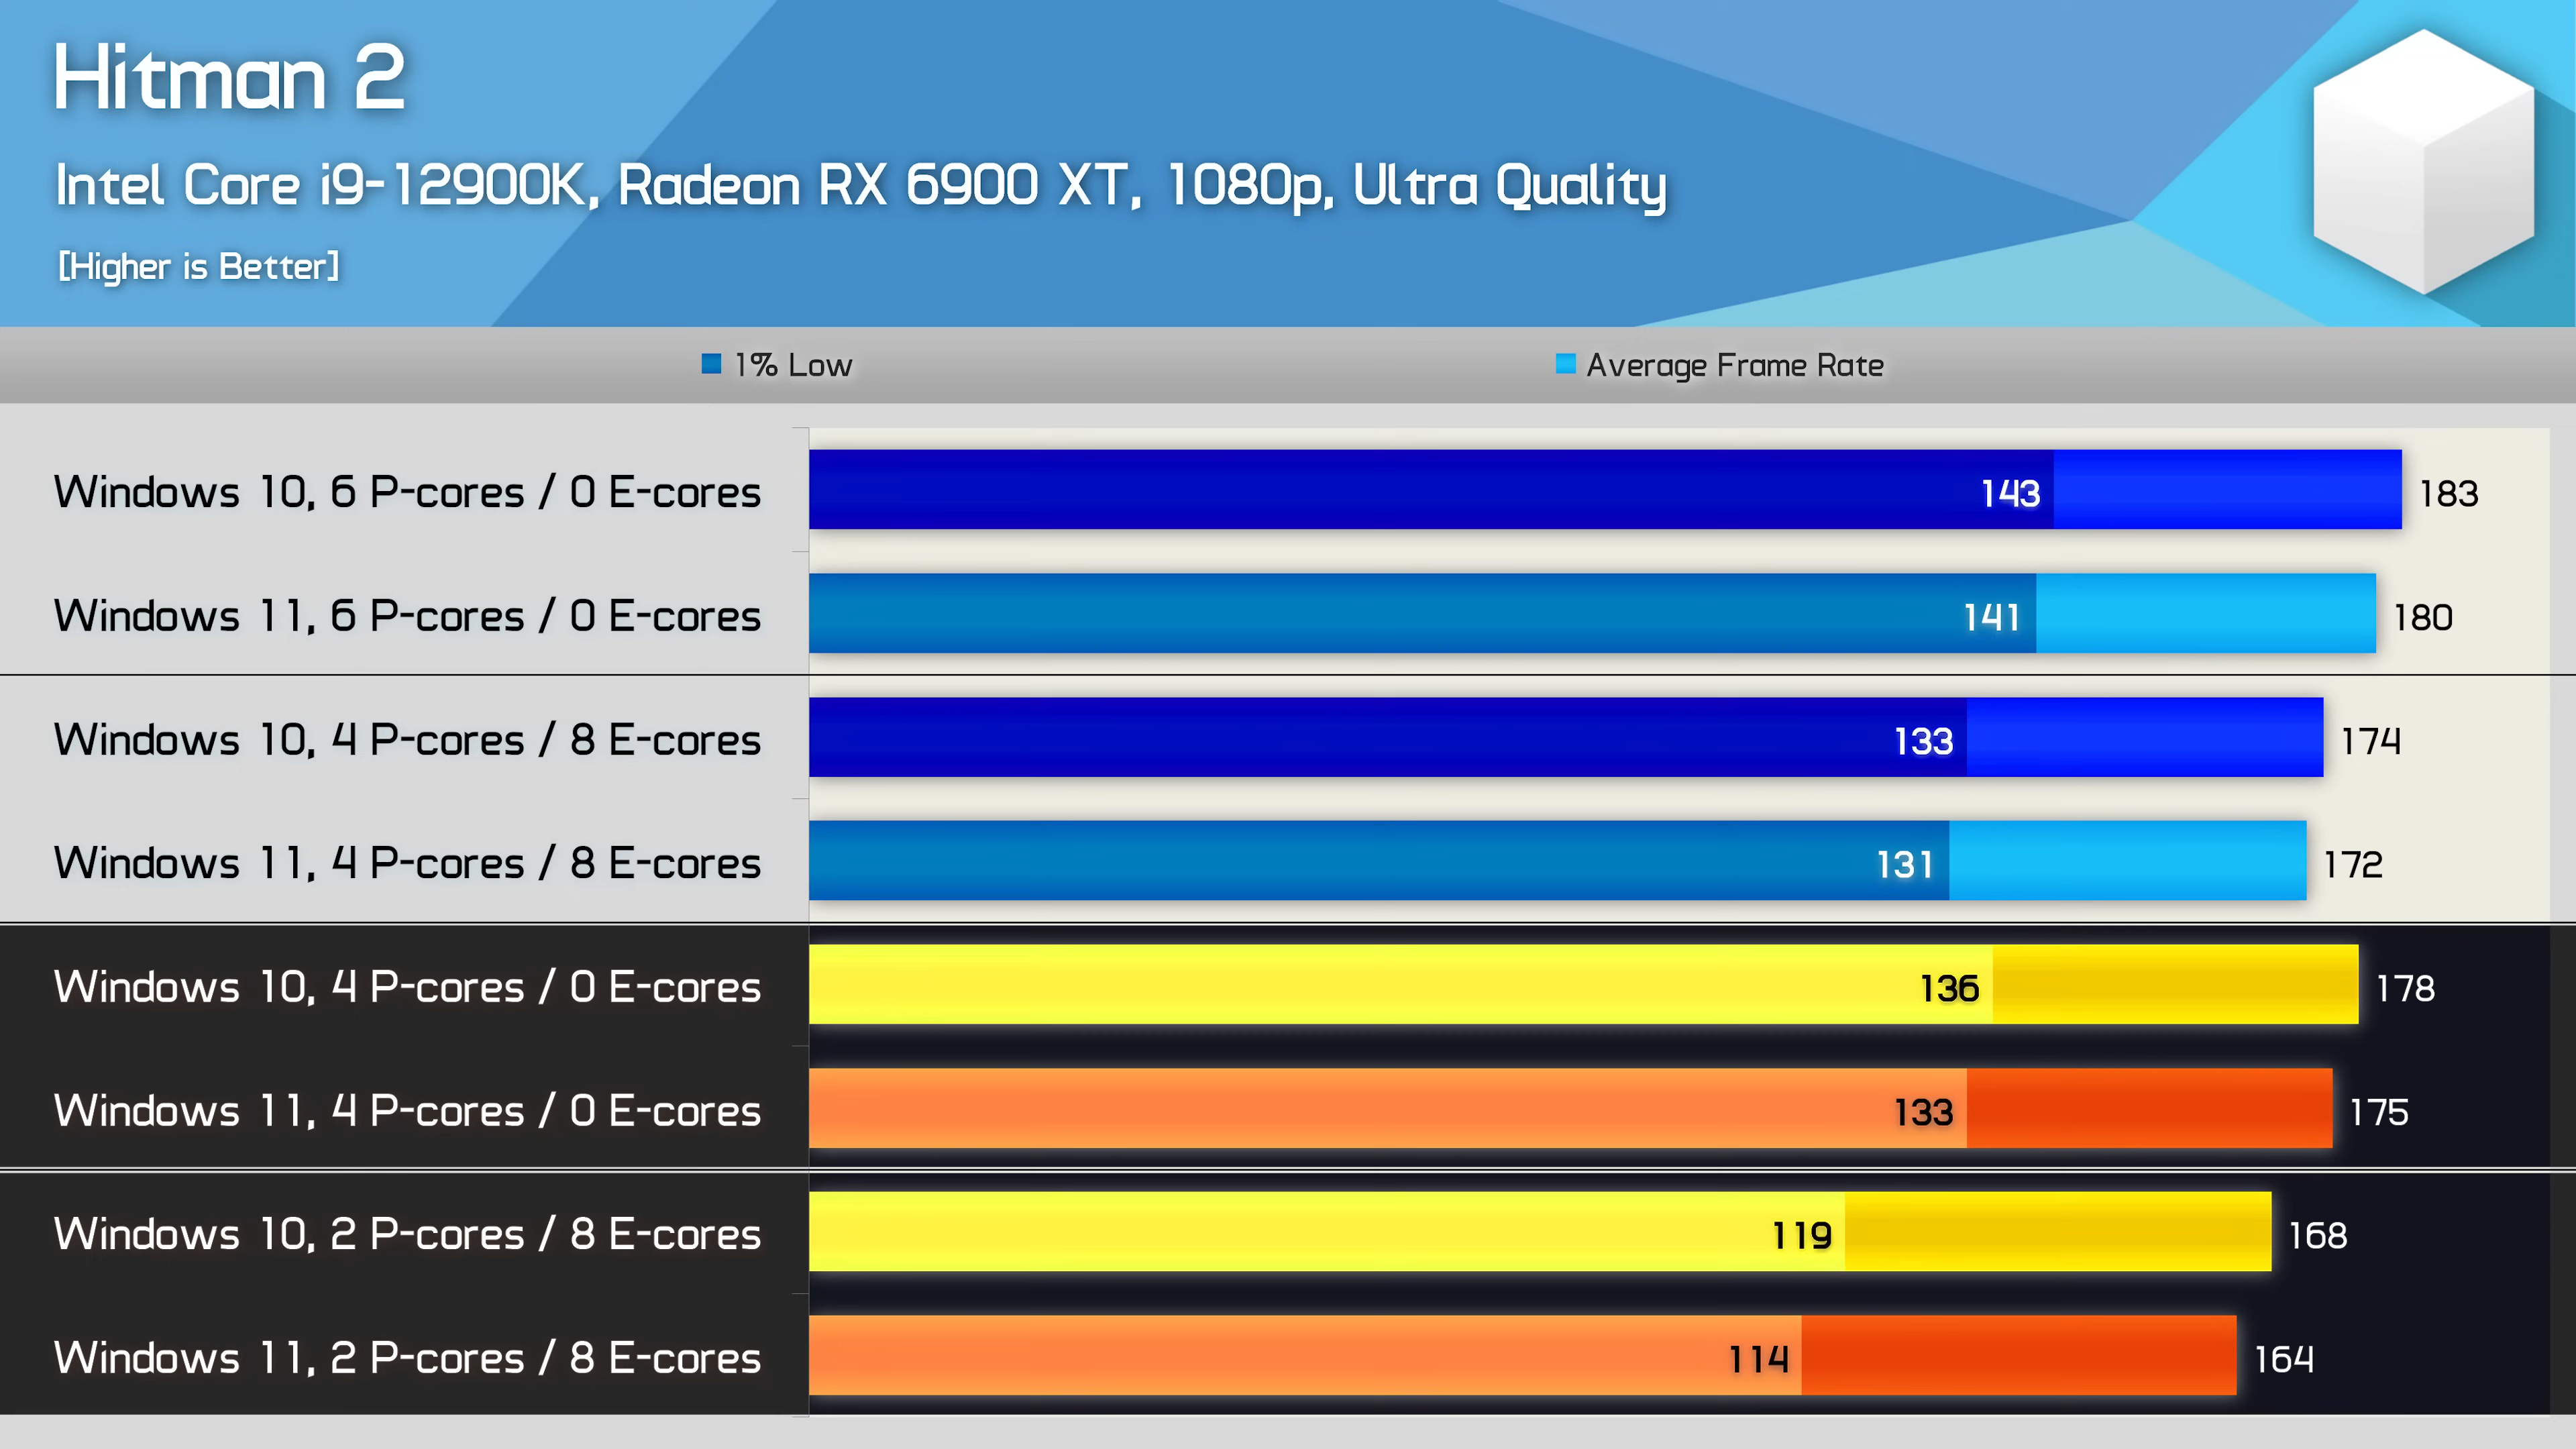 Hitman 2
Intel Core i9-12900K, Radeon RX 6900 XT, 1080p, Ultra Quality
[Higher is Better]
1% Low Average Frame Rate
Windows 10, 6 P-cores / 0 E-cores 143 183
Windows 11, 6 P-cores / 0 E-cores 141 180
Windows 10, 4 P-cores / 8 E-cores 133 174
Windows 11, 4 P-cores / 8 E-cores 131 172
Windows 10, 4 P-cores / 0 E-cores 136 178
Windows 11, 4 P-cores / 0 E-cores 133 175
Windows 10, 2 P-cores / 8 E-cores 119 168
Windows 11, 2 P-cores / 8 E-cores 114 164